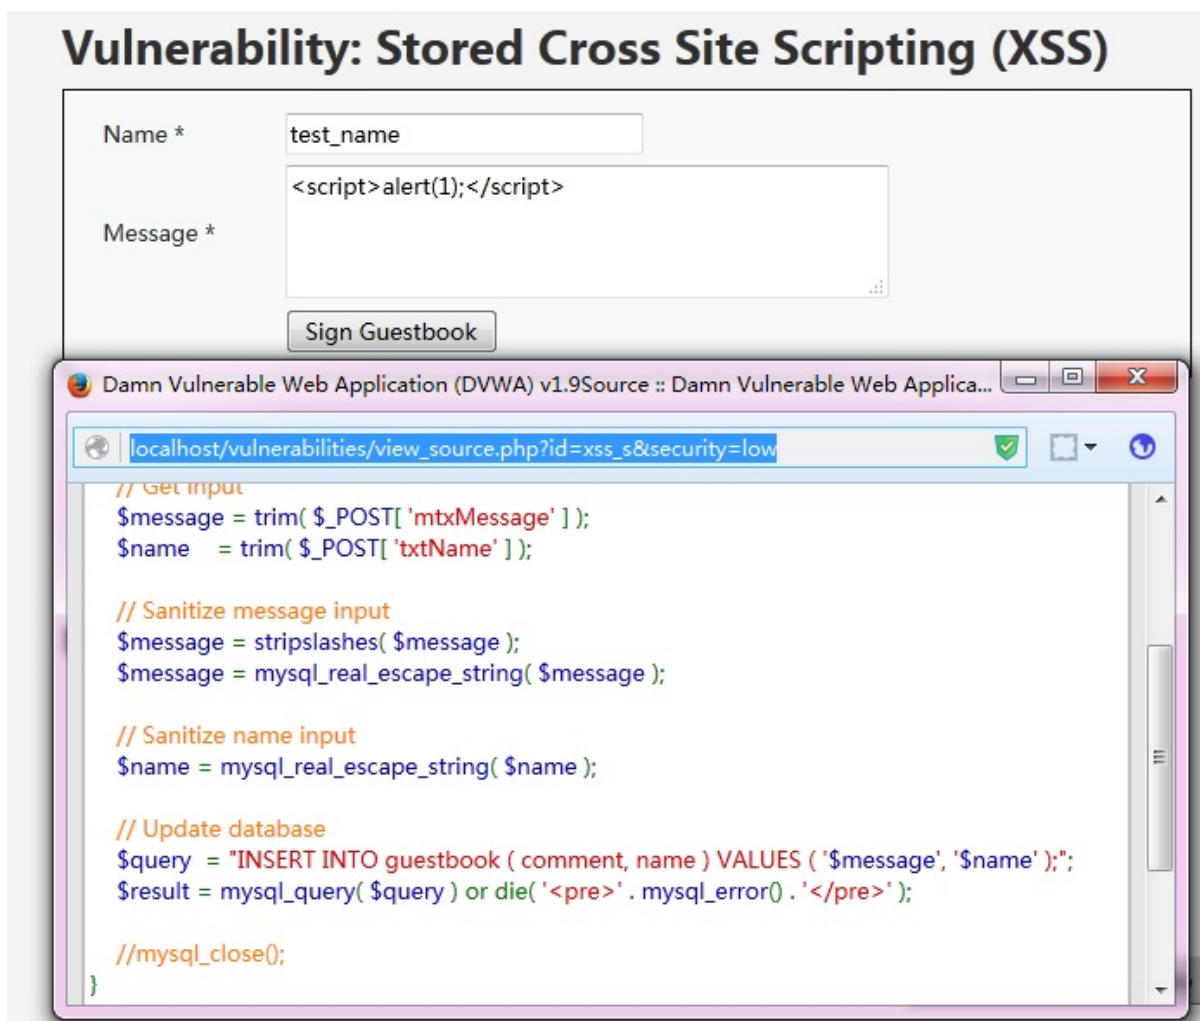 Vulnerability: Stored Cross Site Scripting (XSS)
Name *
test_name
Message *
<script>alert(1);</script>
Sign Guestbook
Damn Vulnerable Web Application (DVWA) v1.9Source :: Damn Vulnerable Web Applica...
localhost/vulnerabilities/view_source.php?id=xss_s&security=low
// Get input
$message = trim( $_POST[ 'mtxMessage' ] );
$name   = trim( $_POST[ 'txtName' ] );
// Sanitize message input
$message = stripslashes( $message );
$message = mysql_real_escape_string( $message );
// Sanitize name input
$name = mysql_real_escape_string( $name );
// Update database
$query  = "INSERT INTO guestbook ( comment, name ) VALUES ( '$message', '$name' );";
$result = mysql_query( $query ) or die( '<pre>' . mysql_error() . '</pre>' );
//mysql_close();
}